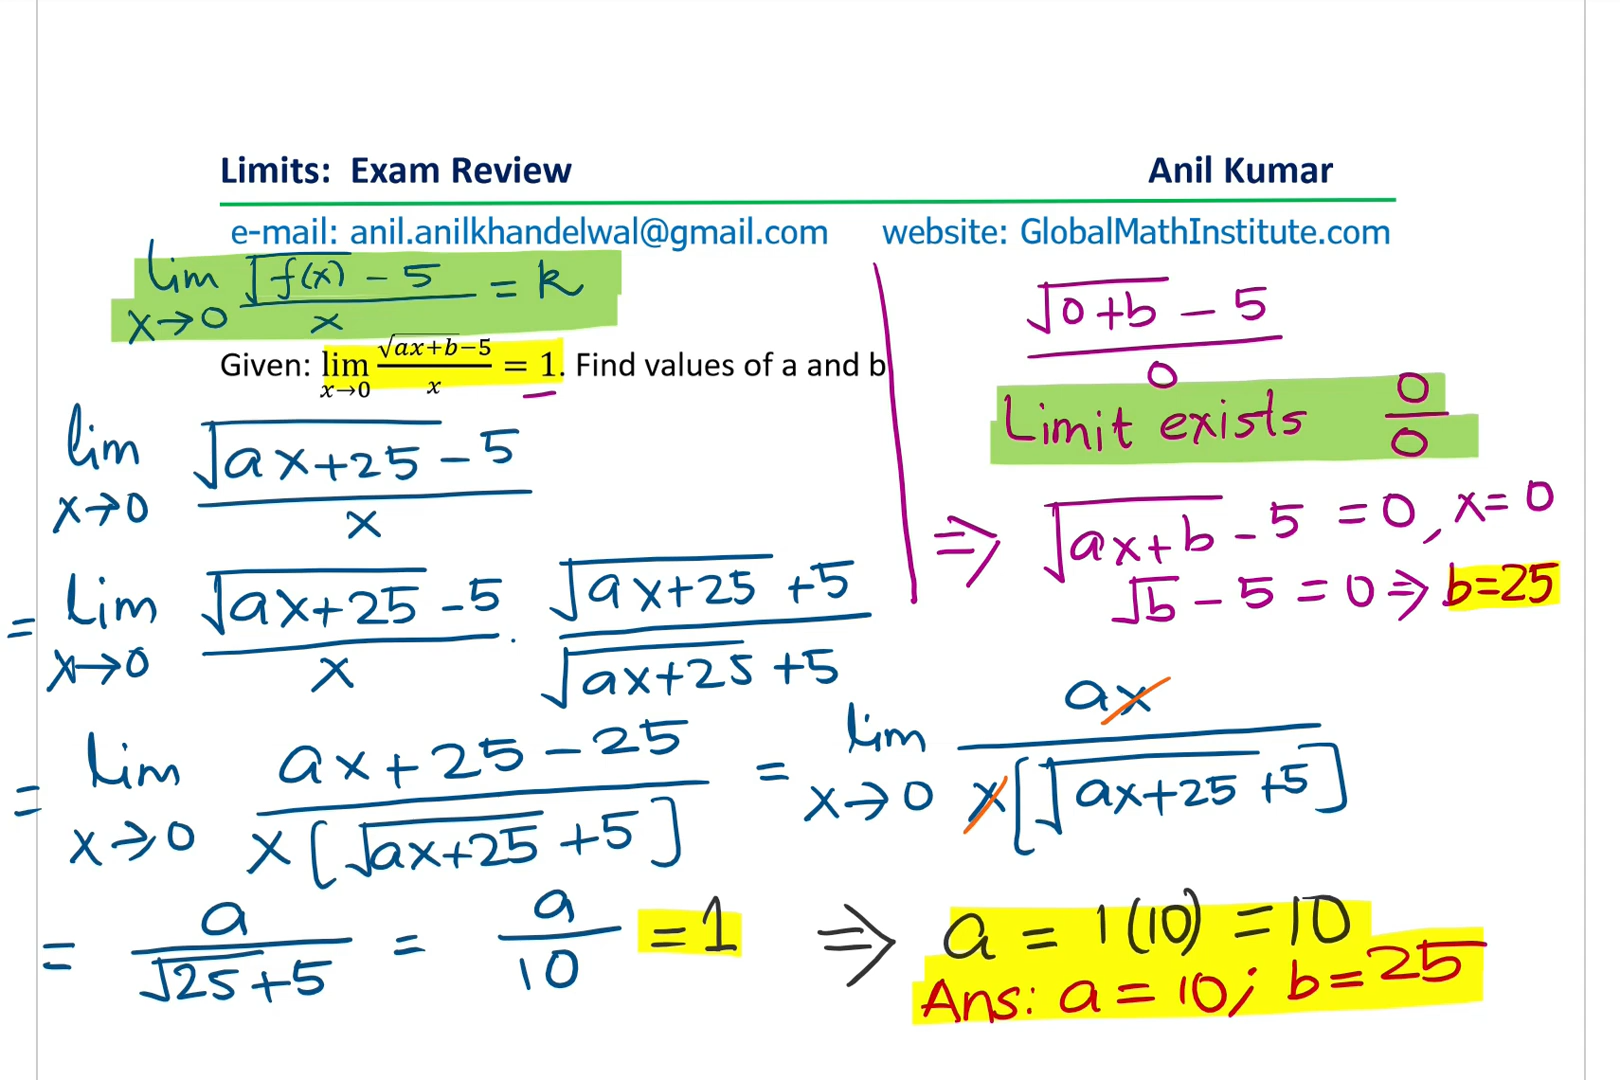 Limits: Exam Review Anil Kumar
e-mail: anil.anilkhandelwal@gmail.com website: GlobalMathInstitute.com
lim x→0 (√f(x) - 5)/x = k
Given: lim x→0 (√ax+b-5)/x = 1. Find values of a and b
lim x→0 (√(ax+25) - 5)/x
= lim x→0 (√(ax+25) - 5)/x · (√(ax+25) + 5)/(√(ax+25) + 5)
= lim x→0 (ax+25-25)/(x[√(ax+25) + 5]) = lim x→0 ax/(x[√(ax+25) + 5])
= a/(√25+5) = a/10 = 1 ⇒ a = 1(10) = 10
Ans: a = 10; b = 25
(√(0+b) - 5)/0
Limit exists 0/0
⇒ √(ax+b) - 5 = 0, x = 0
√b - 5 = 0 ⇒ b=25